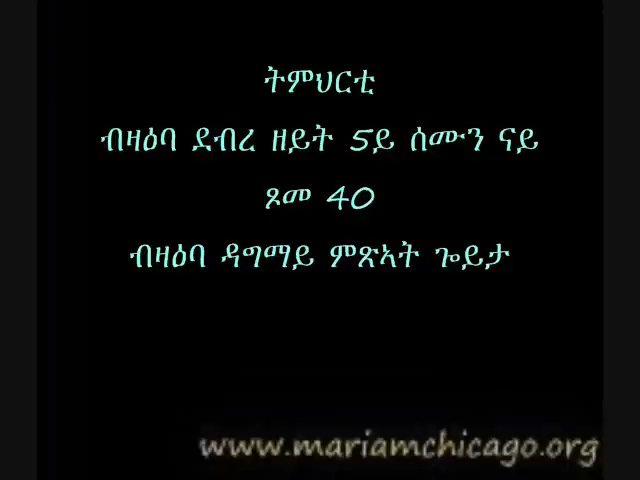 ትምህርቲ
ብዛዕባ ደብረ ዘይት 5ይ ሰሙን ናይ
ጾመ 40
ብዛዕባ ዳግማይ ምጽኣት ጐይታ
www.mariamchicago.org